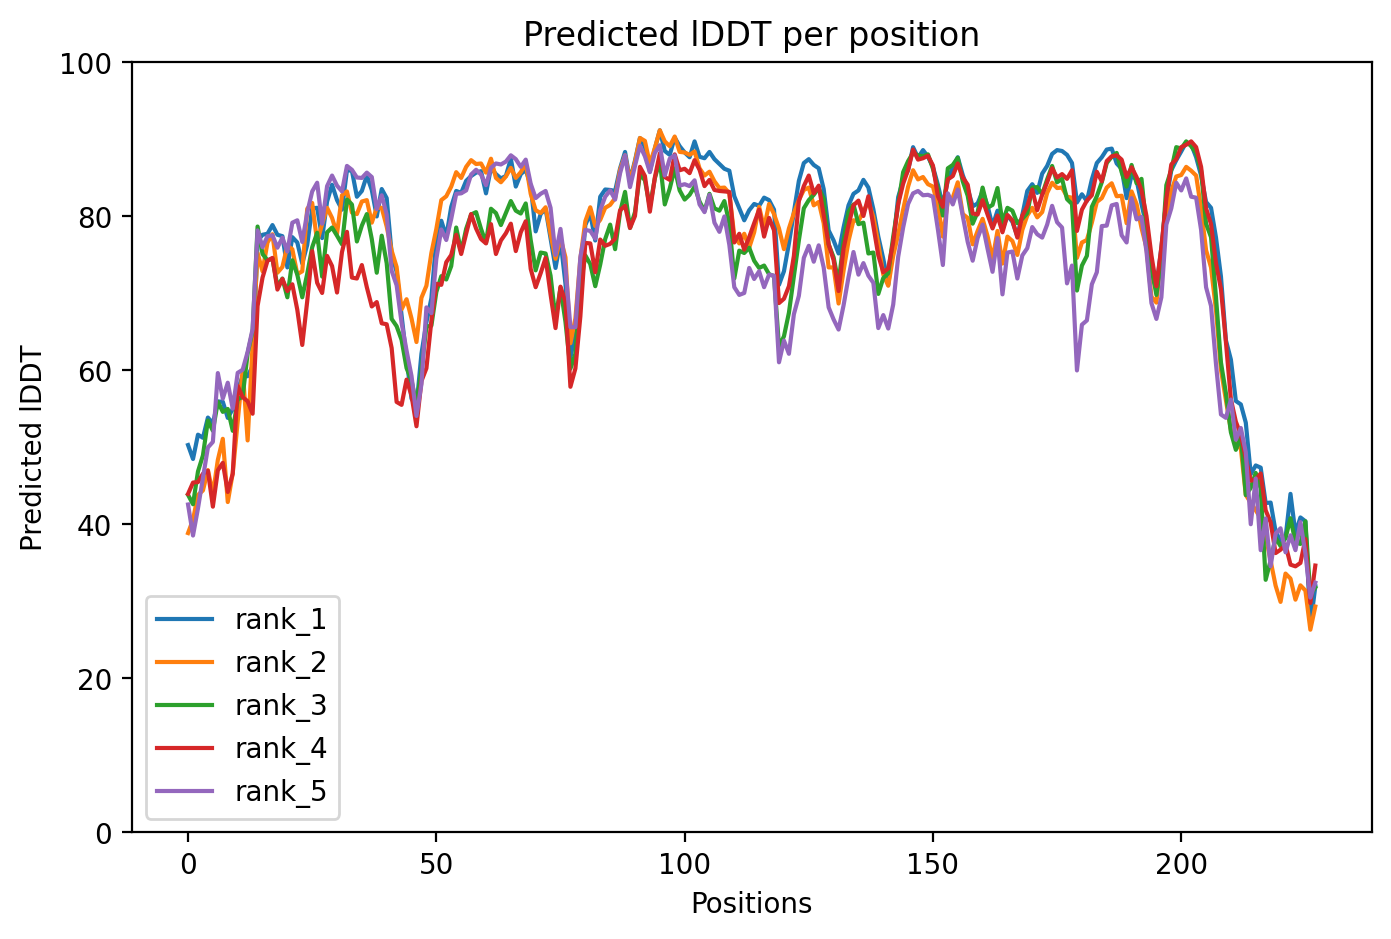 Predicted lDDT per position
100
80
60
40
20
0
Predicted lDDT
rank_1
rank_2
rank_3
rank_4
rank_5
0 50 100 150 200
Positions